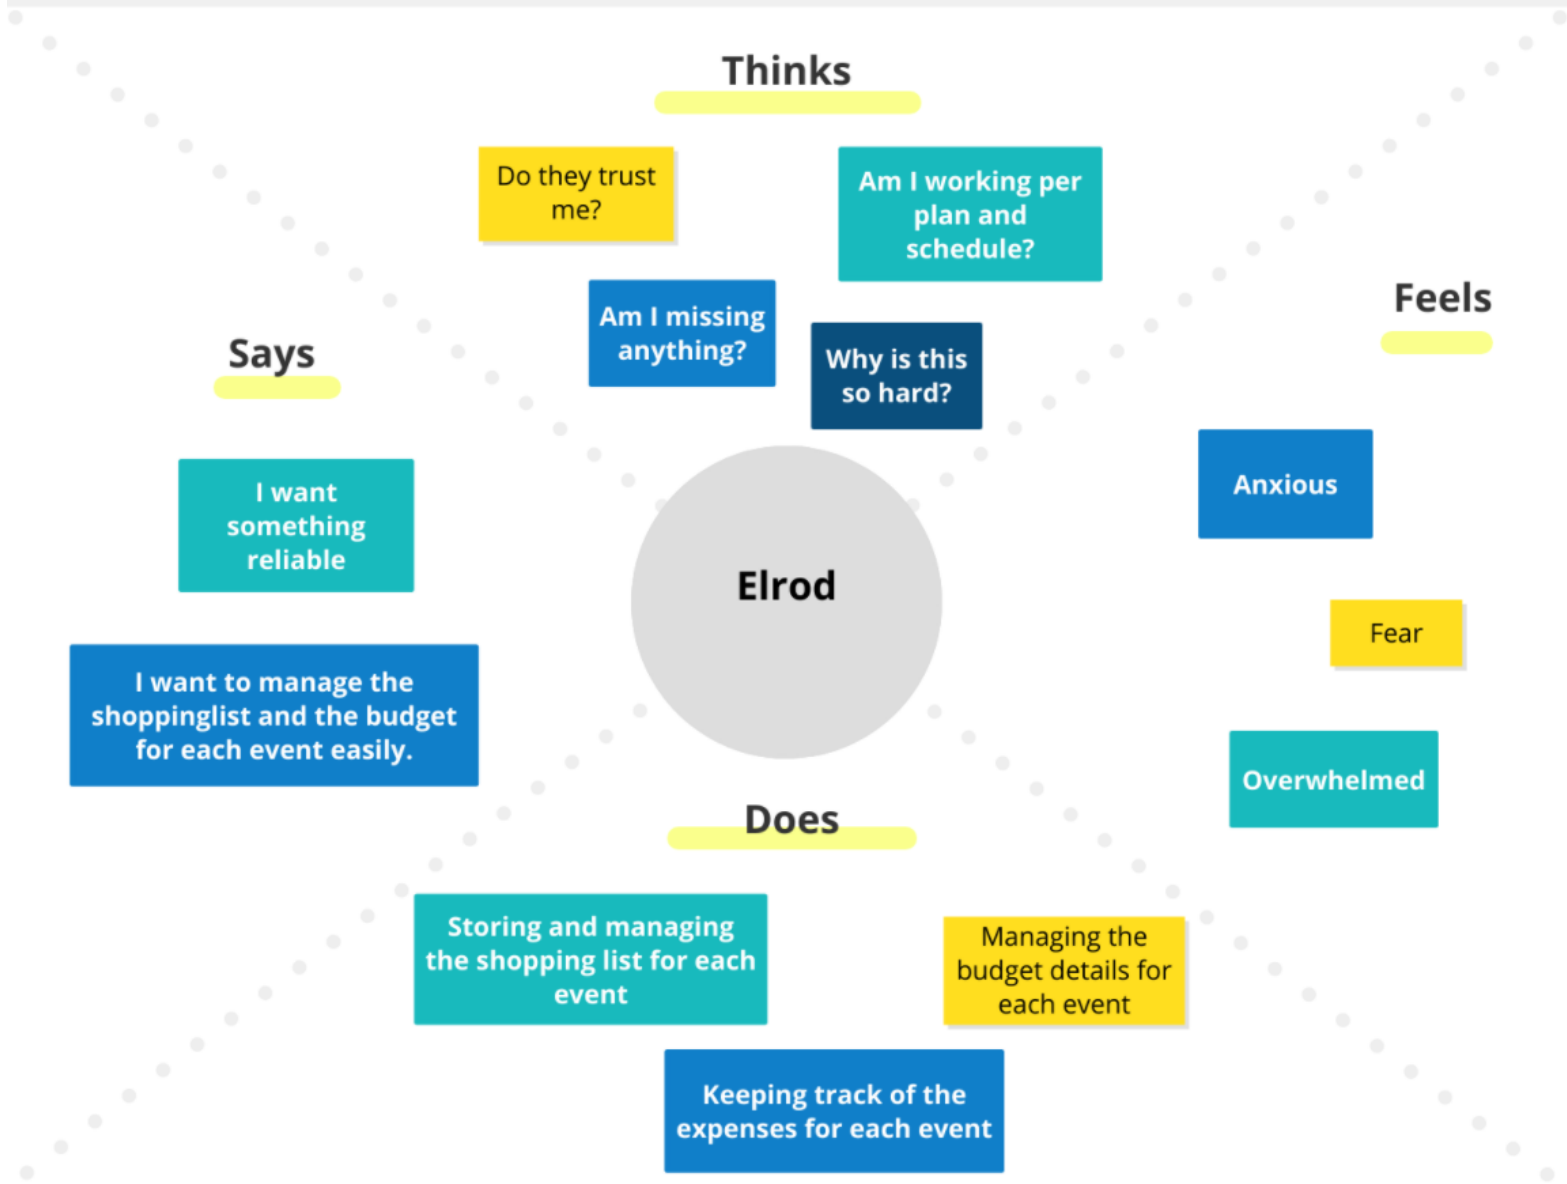 Thinks
Do they trust
me?
Am I working per
plan and
schedule?
Am I missing
anything?
Why is this
so hard?
Says
I want
something
reliable
I want to manage the
shoppinglist and the budget
for each event easily.
Elrod
Feels
Anxious
Fear
Overwhelmed
Does
Storing and managing
the shopping list for each
event
Managing the
budget details for
each event
Keeping track of the
expenses for each event